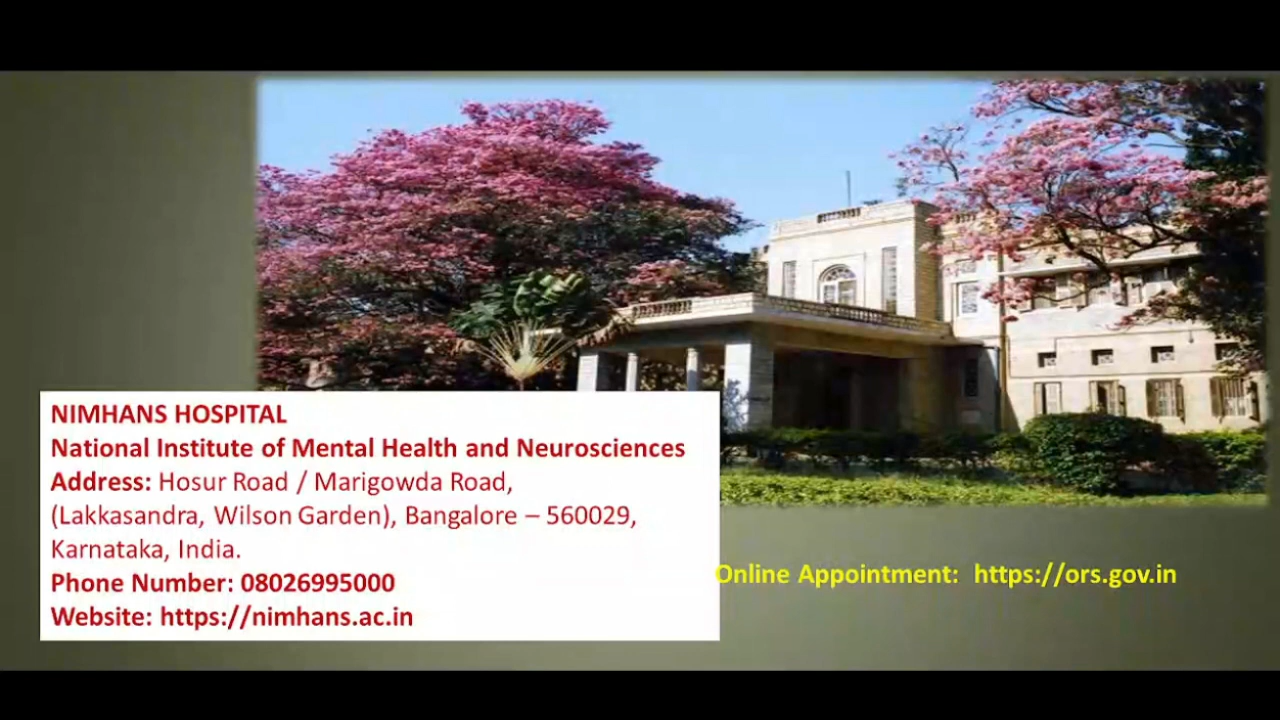 NIMHANS HOSPITAL
National Institute of Mental Health and Neurosciences
Address: Hosur Road / Marigowda Road,
(Lakkasandra, Wilson Garden), Bangalore – 560029,
Karnataka, India.
Phone Number: 08026995000
Website: https://nimhans.ac.in
Online Appointment: https://ors.gov.in